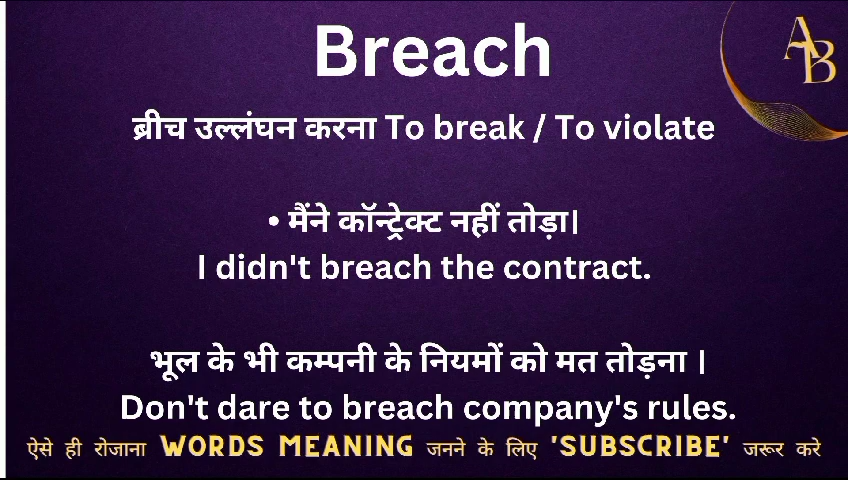 Breach
AB
ब्रीच उल्लंघन करना To break / To violate
• मैंने कॉन्ट्रेक्ट नहीं तोड़ा।
I didn't breach the contract.
भूल के भी कम्पनी के नियमों को मत तोड़ना ।
Don't dare to breach company's rules.
ऐसे ही रोजाना WORDS MEANING जनने के लिए 'SUBSCRIBE' जरूर करे